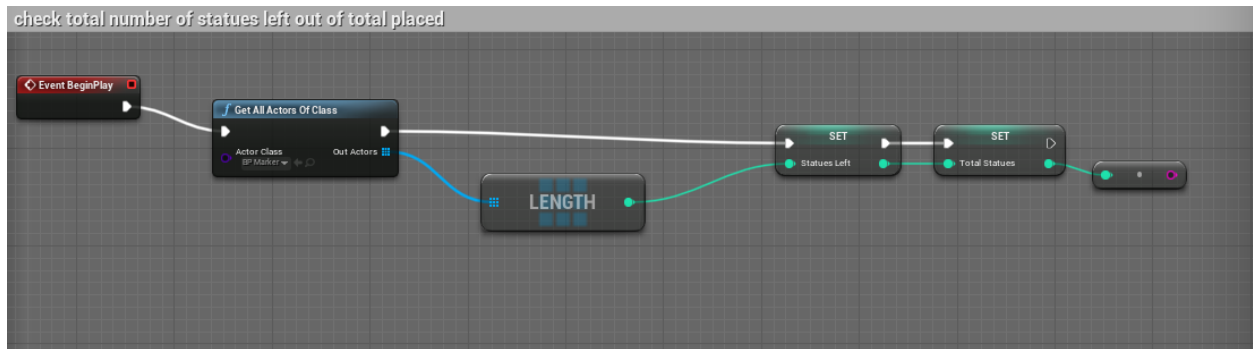 check total number of statues left out of total placed
Event BeginPlay
f Get All Actors Of Class
Actor Class
Out Actors
BP Marker
LENGTH
SET
Statues Left
SET
Total Statues